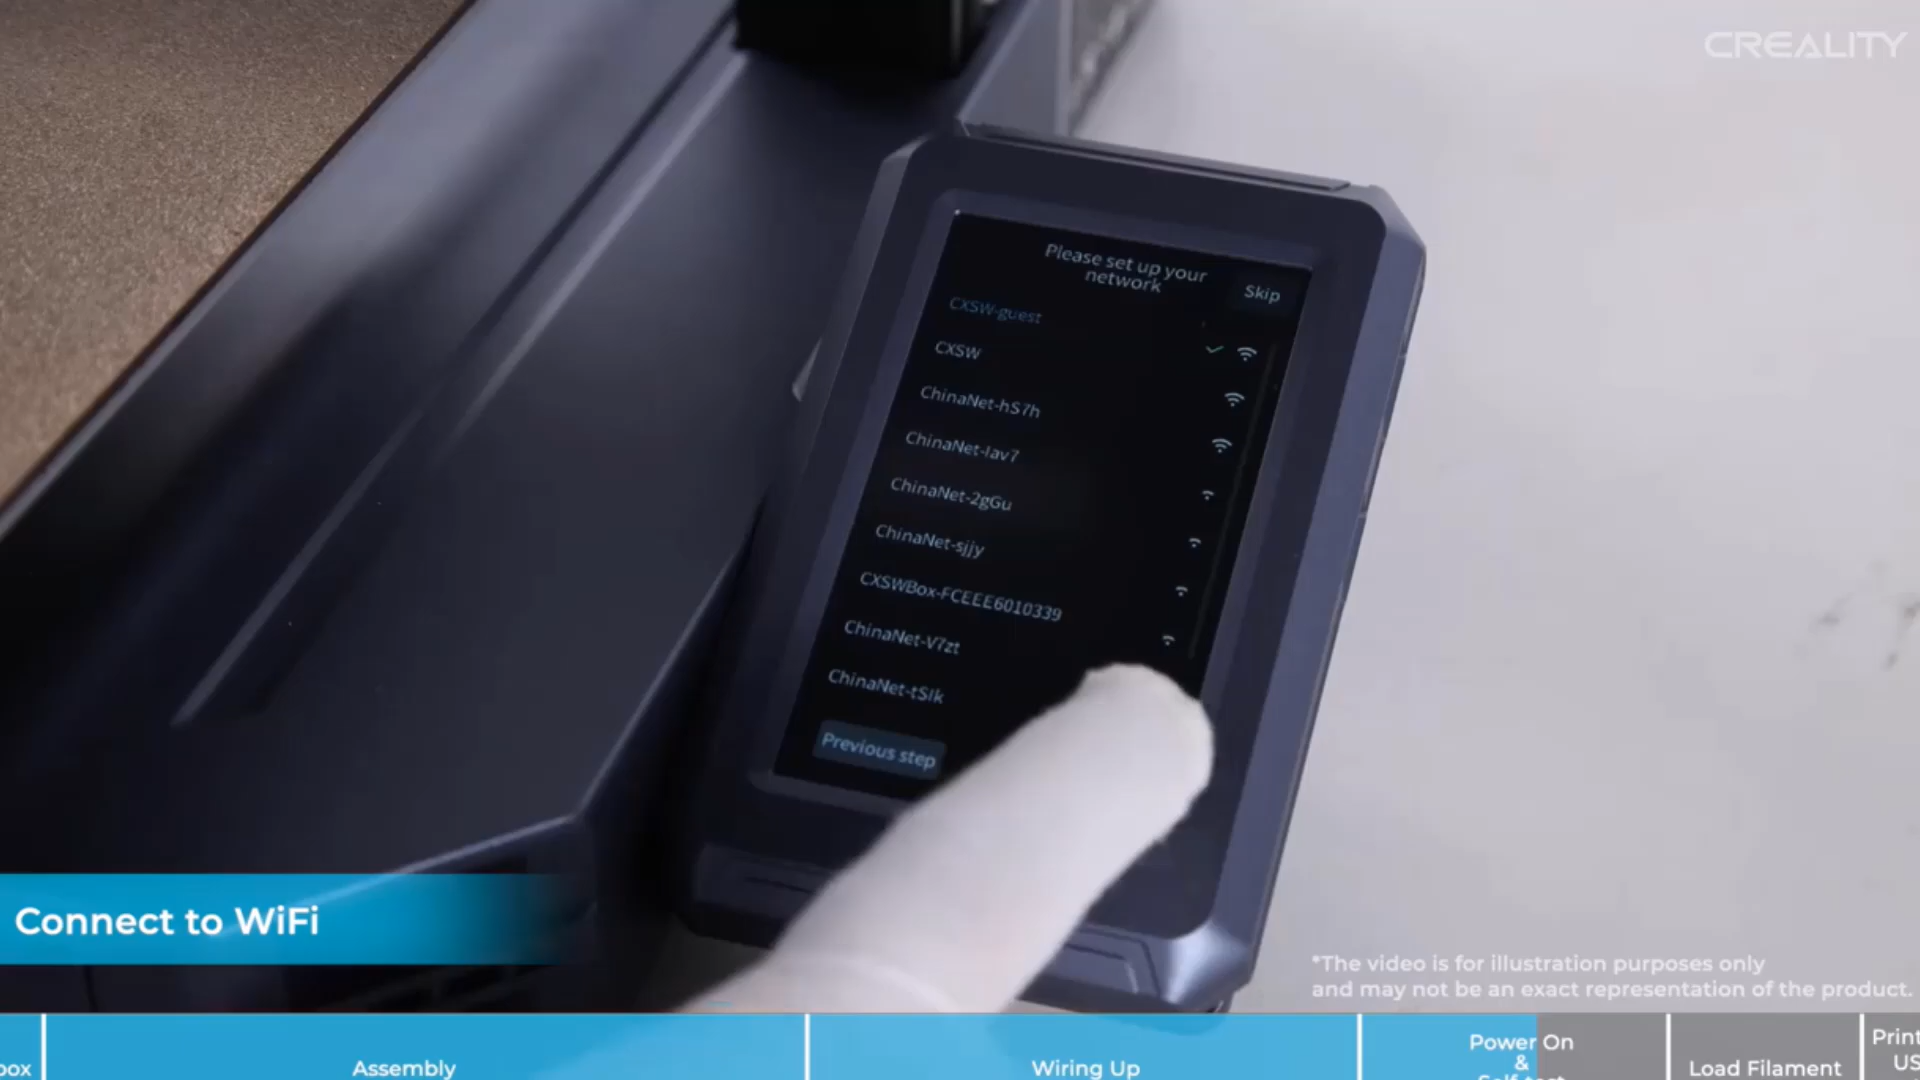 CREALITY
Please set up your
network
Skip
CXSW-guest
CXSW
ChinaNet-hS7h
ChinaNet-Iav7
ChinaNet-2gGu
ChinaNet-sjjy
CXSWBox-FCEEE6010339
ChinaNet-V7zt
ChinaNet-tSIk
Previous step
Connect to WiFi
*The video is for illustration purposes only
and may not be an exact representation of the product.
Assembly
Wiring Up
Power On
&
Load Filament